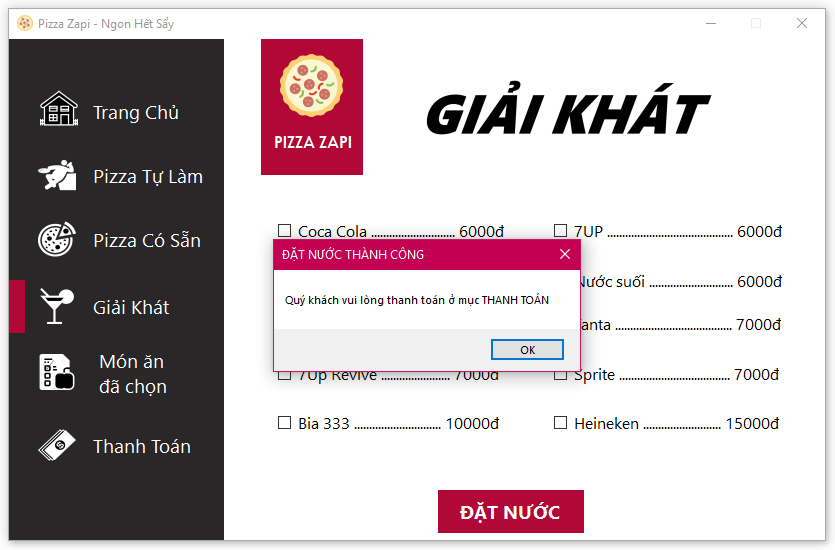 Pizza Zapi - Ngon Hết Sẩy
Trang Chủ
Pizza Tự Làm
Pizza Có Sẵn
Giải Khát
Món ăn
đã chọn
Thanh Toán
PIZZA ZAPI
GIẢI KHÁT
Coca Cola ............................ 6000đ
7UP .......................................... 6000đ
ĐẶT NƯỚC THÀNH CÔNG
Quý khách vui lòng thanh toán ở mục THANH TOÁN
OK
Nước suối ............................ 6000đ
Fanta ....................................... 7000đ
7Up Revive ....................... 7000đ
Sprite ..................................... 7000đ
Bia 333 ............................. 10000đ
Heineken .......................... 15000đ
ĐẶT NƯỚC